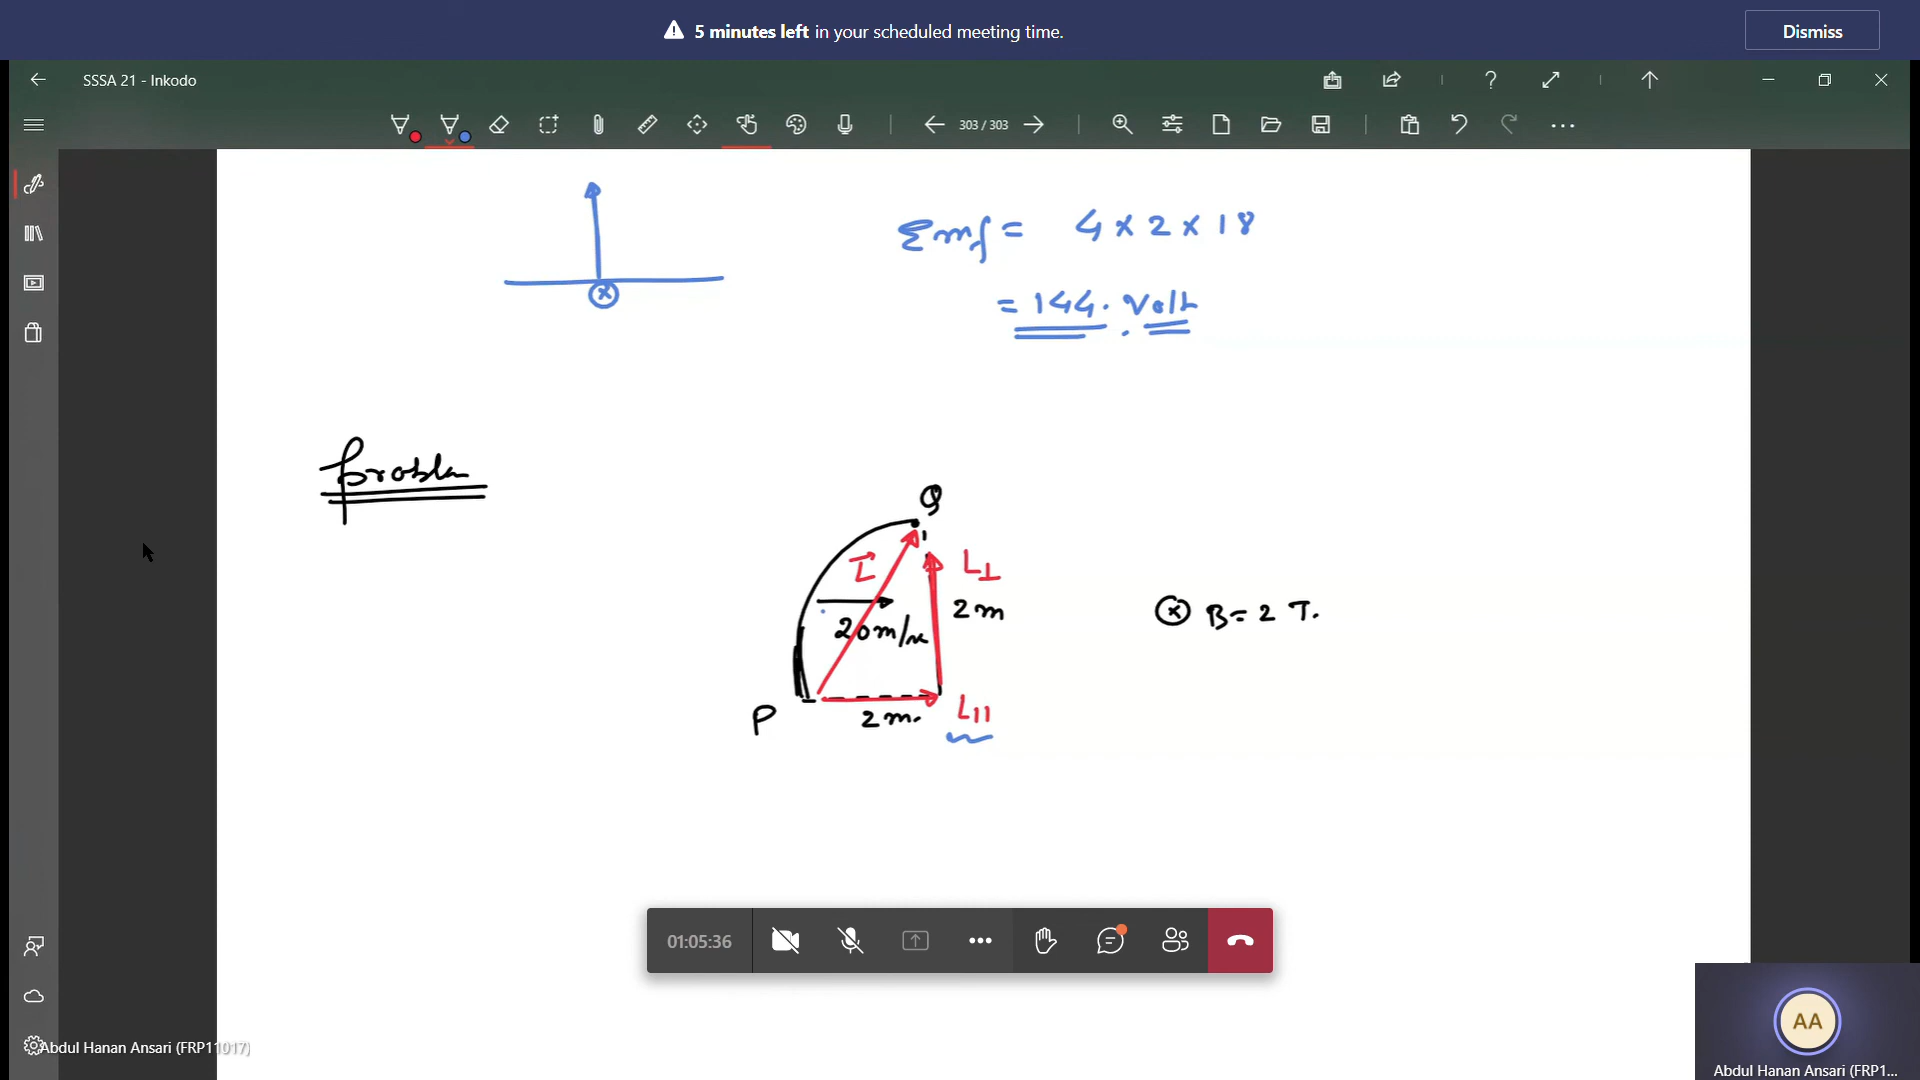 5 minutes left in your scheduled meeting time.
Dismiss
SSSA 21 - Inkodo
303 / 303
Emf = 4 x 2 x 18
= 144. Volt
Problem
Q
L
L⊥
2m
20m/s
B = 2 T.
P
2m.
L||
01:05:36
AA
Abdul Hanan Ansari (FRP11017)
Abdul Hanan Ansari (FRP1...